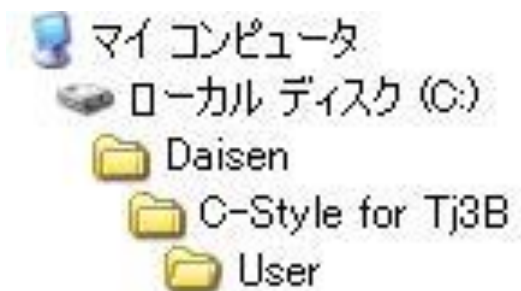 マイ コンピュータ
ローカル ディスク (C:)
Daisen
C-Style for Tj3B
User